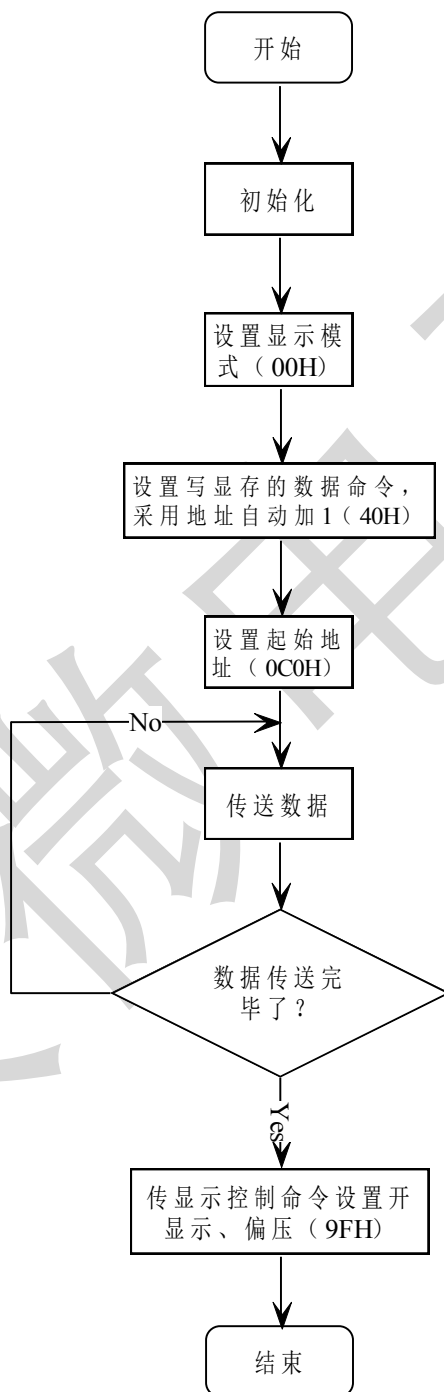 开始
初始化
设置显示模
式（00H）
设置写显存的数据命令，
采用地址自动加1（40H）
设置起始地
址（0C0H）
No
传送数据
数据传送完
毕了？
Yes
传显示控制命令设置开
显示、偏压（9FH）
结束